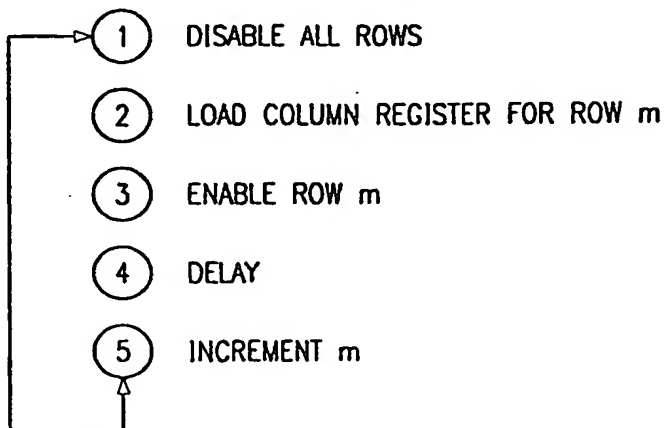 1 DISABLE ALL ROWS
2 LOAD COLUMN REGISTER FOR ROW m
3 ENABLE ROW m
4 DELAY
5 INCREMENT m